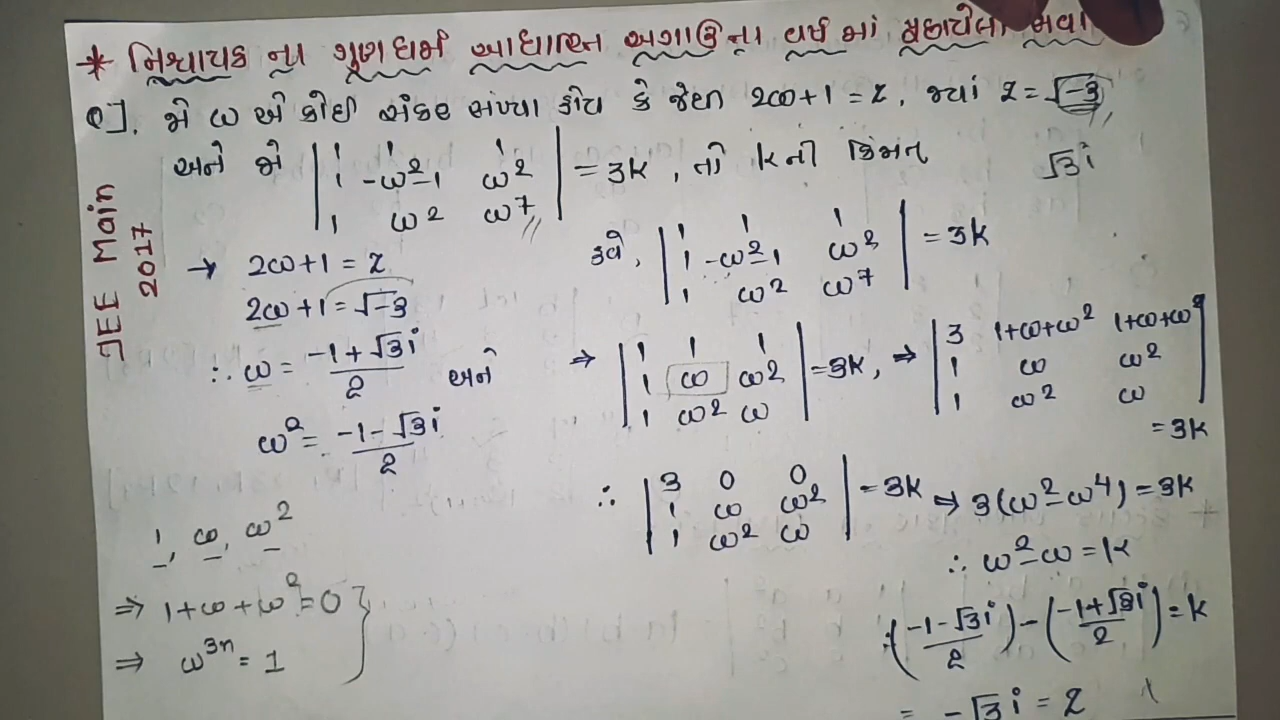 * નિશ્ચાયક ના ગુણધર્મ આધારિત અગાઉના વર્ષ માં પૂછાયેલા સવા
૧]. જો ω એ કોઈ સંકર સંખ્યા હોય કે જેથી 2ω+1 = z, જ્યાં z = √-3
અને જો | 1 1 1 | = 3k, તો k ની કિંમત
| 1 -ω²-1 ω² |
| 1 ω² ω⁷ |
√3 i
JEE Main 2017
→ 2ω+1 = z
2ω+1 = √-3
∴ ω = (-1+√3 i)/2 અને
ω² = (-1-√3 i)/2
1, ω, ω²
⇒ 1+ω+ω² = 0 }
⇒ ω³ⁿ = 1
હવે, | 1 1 1 | = 3k
| 1 -ω²-1 ω² |
| 1 ω² ω⁷ |
⇒ | 1 1 1 | = 3k,
| 1 ω ω² |
| 1 ω² ω |
⇒ | 3 1+ω+ω² 1+ω+ω² |
| 1 ω ω² |
| 1 ω² ω |
= 3k
∴ | 3 0 0 | = 3k
| 1 ω ω² |
| 1 ω² ω |
⇒ 3(ω²-ω⁴) = 3k
∴ ω²-ω = k
∴ ((-1-√3 i)/2) - ((-1+√3 i)/2) = k
= -√3 i = z